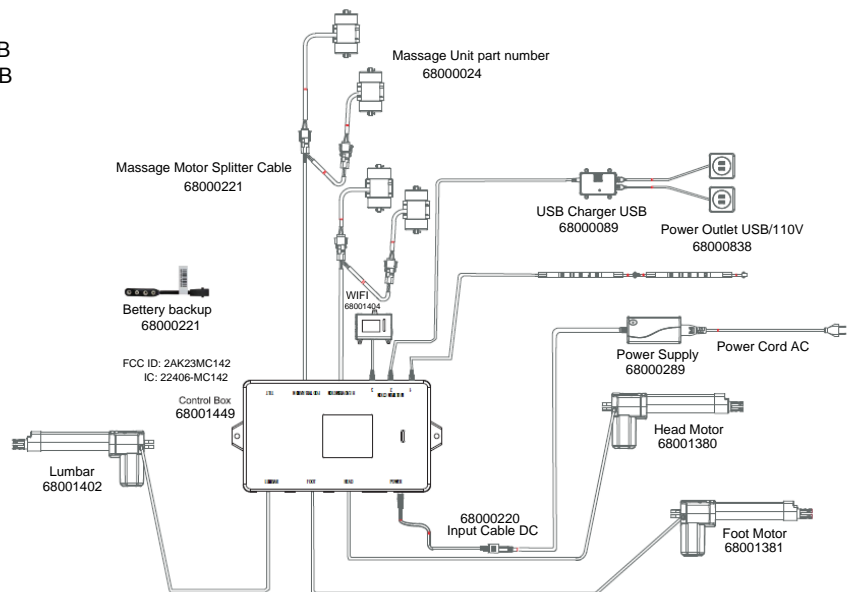 B
B
Massage Unit part number
68000024
Massage Motor Splitter Cable
68000221
USB Charger USB
68000089
Power Outlet USB/110V
68000838
WIFI
68001404
Bettery backup
68000221
Power Supply
68000289
Power Cord AC
FCC ID: 2AK23MC142
IC: 22406-MC142
Control Box
68001449
Head Motor
68001380
Lumbar
68001402
FOOT
HEAD
POWER
68000220
Input Cable DC
Foot Motor
68001381